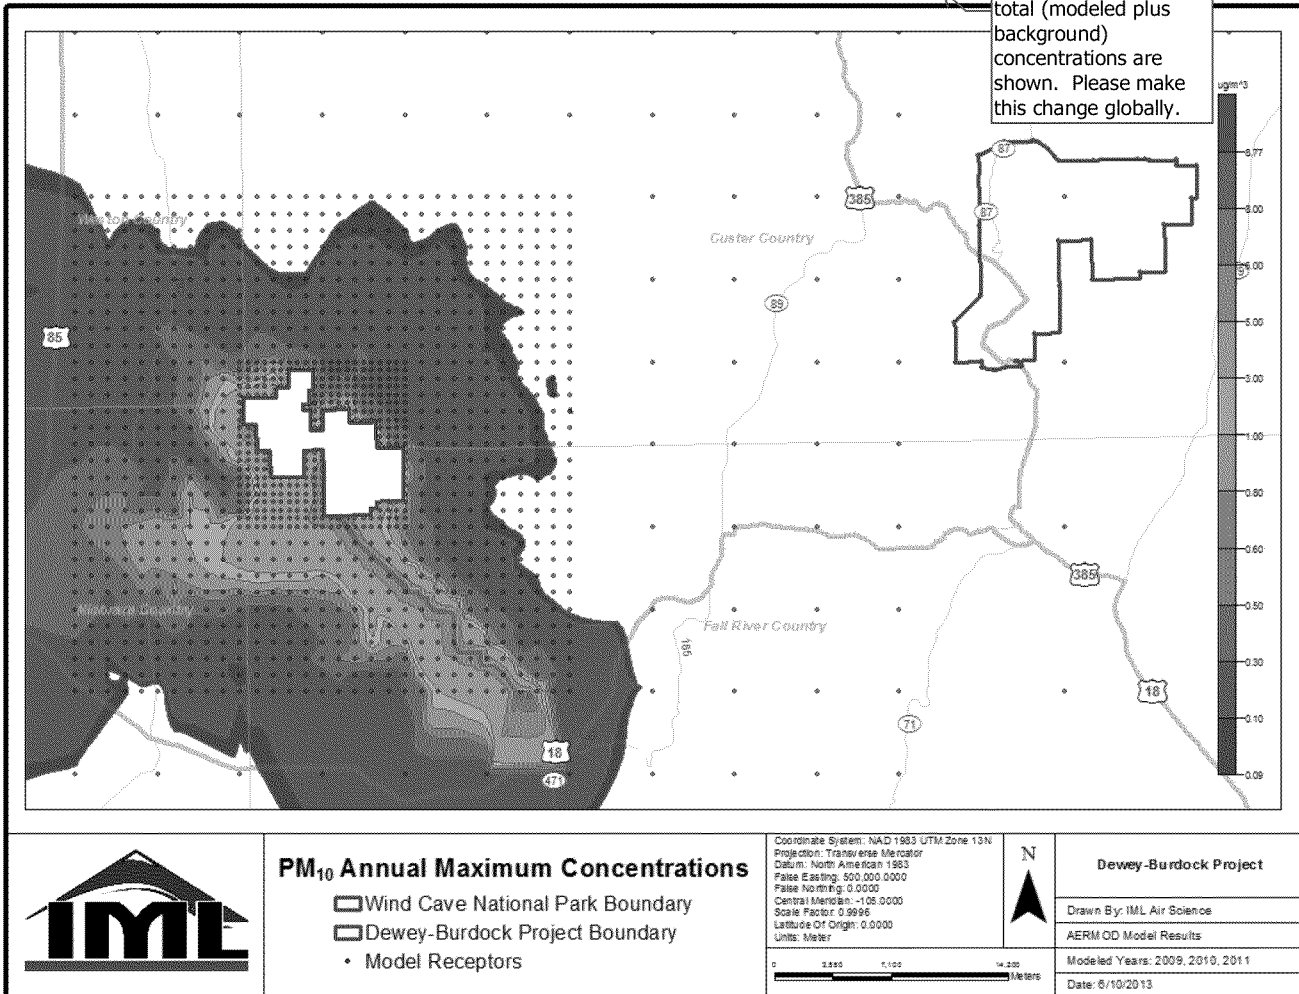 total (modeled plus
background)
concentrations are
shown. Please make
this change globally.
ug/m^3
87
8.00
6.00
5.00
3.00
1.00
0.80
0.60
0.50
0.30
0.10
0.09
385
87
Custer Country
89
85
385
Fall River Country
18
71
18
471
IML
PM10 Annual Maximum Concentrations
Wind Cave National Park Boundary
Dewey-Burdock Project Boundary
Model Receptors
Coordinate System: NAD 1983 UTM Zone 13N
Projection: Transverse Mercator
Datum: North American 1983
False Easting: 500,000.0000
False Northing: 0.0000
Central Meridian: -105.0000
Scale Factor: 0.9996
Latitude Of Origin: 0.0000
Units: Meter
0
14,200
Meters
N
Dewey-Burdock Project
Drawn By: IML Air Science
AERMOD Model Results
Modeled Years: 2009, 2010, 2011
Date: 6/10/2013